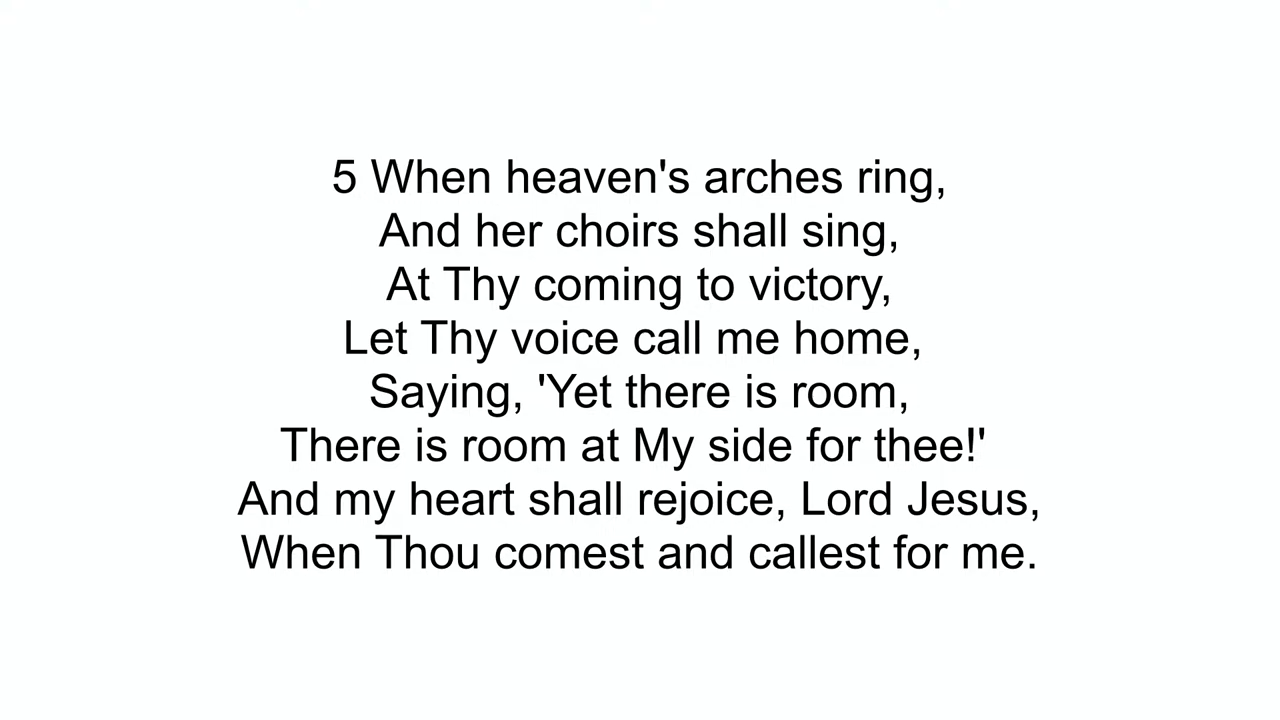 5 When heaven's arches ring,
And her choirs shall sing,
At Thy coming to victory,
Let Thy voice call me home,
Saying, 'Yet there is room,
There is room at My side for thee!'
And my heart shall rejoice, Lord Jesus,
When Thou comest and callest for me.